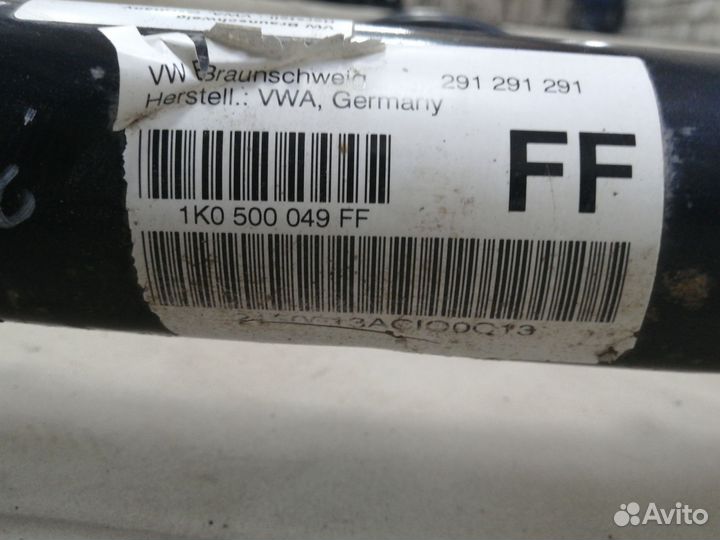 VW Braunschweig 291 291 291
Herstell.: VWA, Germany
FF
1K0 500 049 FF
Avito